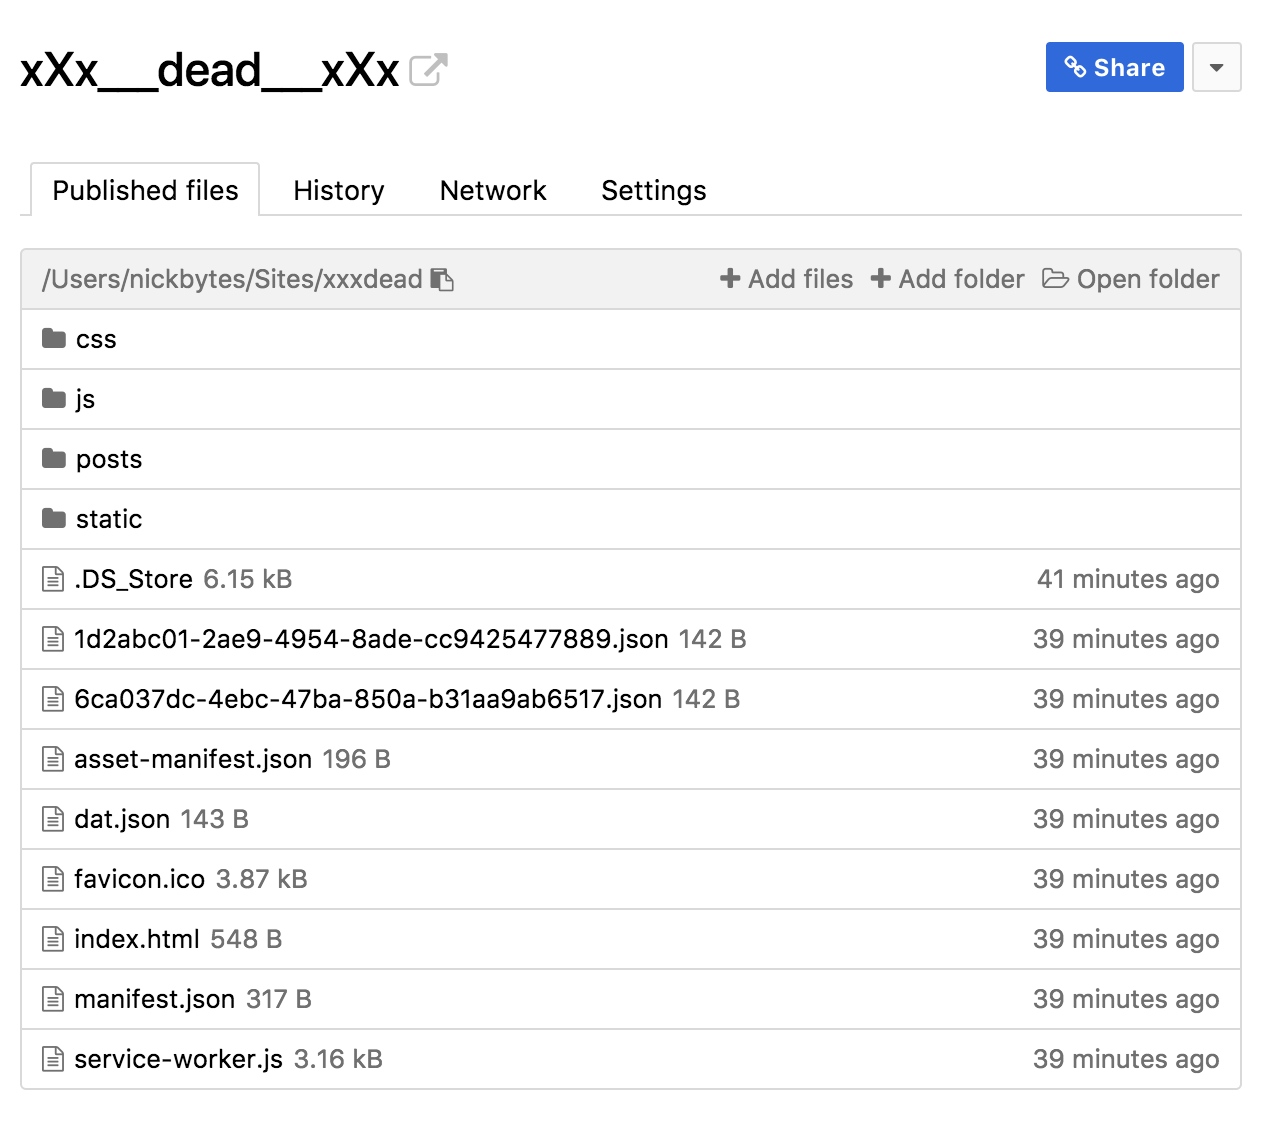 xXx__dead__xXx Share
Published files History Network Settings
/Users/nickbytes/Sites/xxxdead Add files Add folder Open folder
css
js
posts
static
.DS_Store 6.15 kB 41 minutes ago
1d2abc01-2ae9-4954-8ade-cc9425477889.json 142 B 39 minutes ago
6ca037dc-4ebc-47ba-850a-b31aa9ab6517.json 142 B 39 minutes ago
asset-manifest.json 196 B 39 minutes ago
dat.json 143 B 39 minutes ago
favicon.ico 3.87 kB 39 minutes ago
index.html 548 B 39 minutes ago
manifest.json 317 B 39 minutes ago
service-worker.js 3.16 kB 39 minutes ago